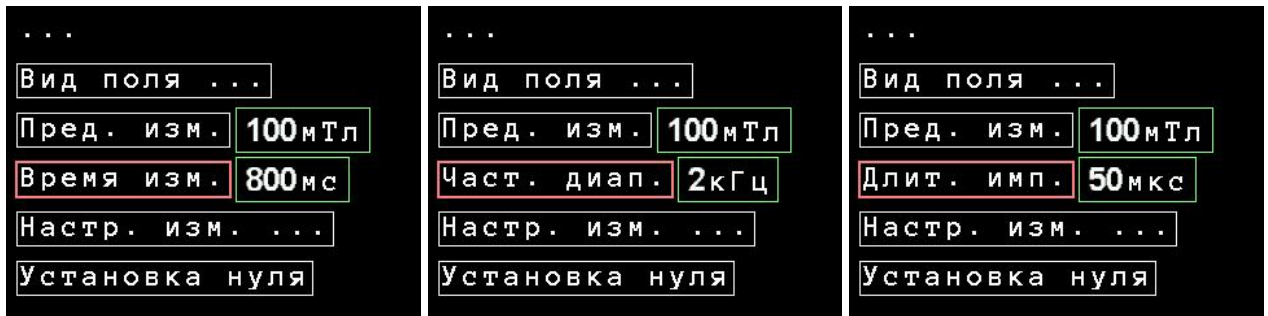 ...
Вид поля ...
Пред. изм. 100мТл
Время изм. 800мс
Настр. изм. ...
Установка нуля
...
Вид поля ...
Пред. изм. 100мТл
Част. диап. 2кГц
Настр. изм. ...
Установка нуля
...
Вид поля ...
Пред. изм. 100мТл
Длит. имп. 50мкс
Настр. изм. ...
Установка нуля